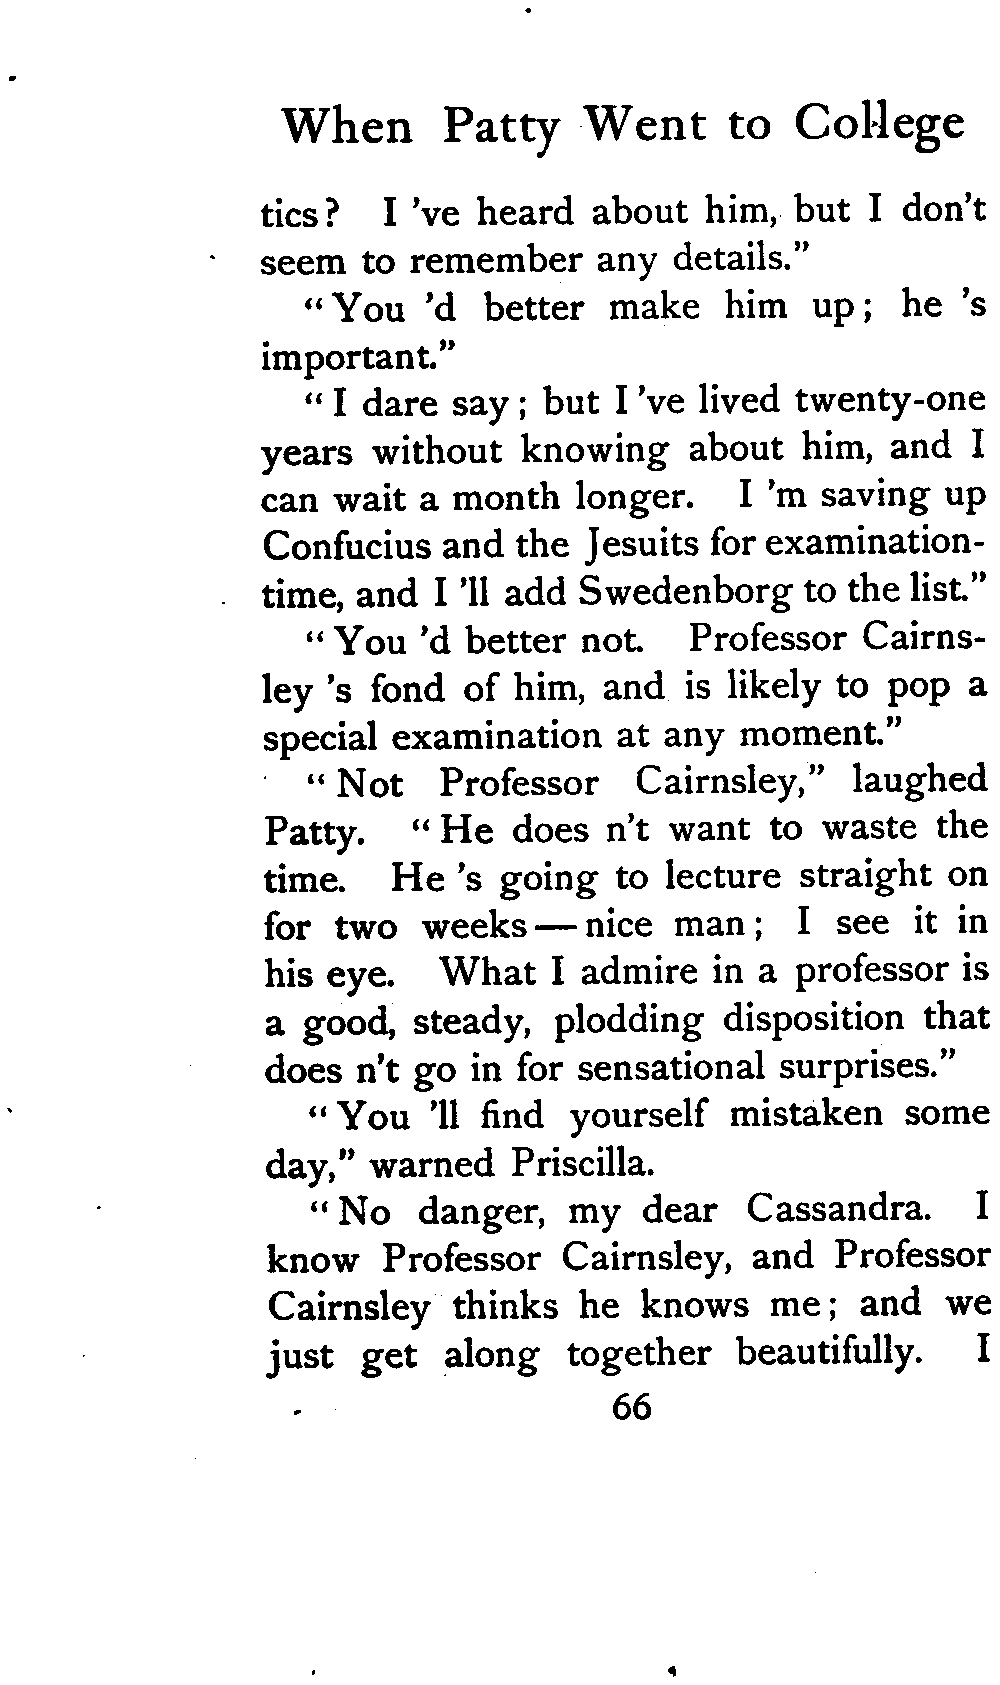 When Patty Went to College
tics? I 've heard about him, but I don't
seem to remember any details."
"You 'd better make him up; he 's
important."
"I dare say; but I 've lived twenty-one
years without knowing about him, and I
can wait a month longer. I 'm saving up
Confucius and the Jesuits for examination-
time, and I 'll add Swedenborg to the list."
"You 'd better not. Professor Cairns-
ley 's fond of him, and is likely to pop a
special examination at any moment."
"Not Professor Cairnsley," laughed
Patty. "He does n't want to waste the
time. He 's going to lecture straight on
for two weeks—nice man; I see it in
his eye. What I admire in a professor is
a good, steady, plodding disposition that
does n't go in for sensational surprises."
"You 'll find yourself mistaken some
day," warned Priscilla.
"No danger, my dear Cassandra. I
know Professor Cairnsley, and Professor
Cairnsley thinks he knows me; and we
just get along together beautifully. I
66